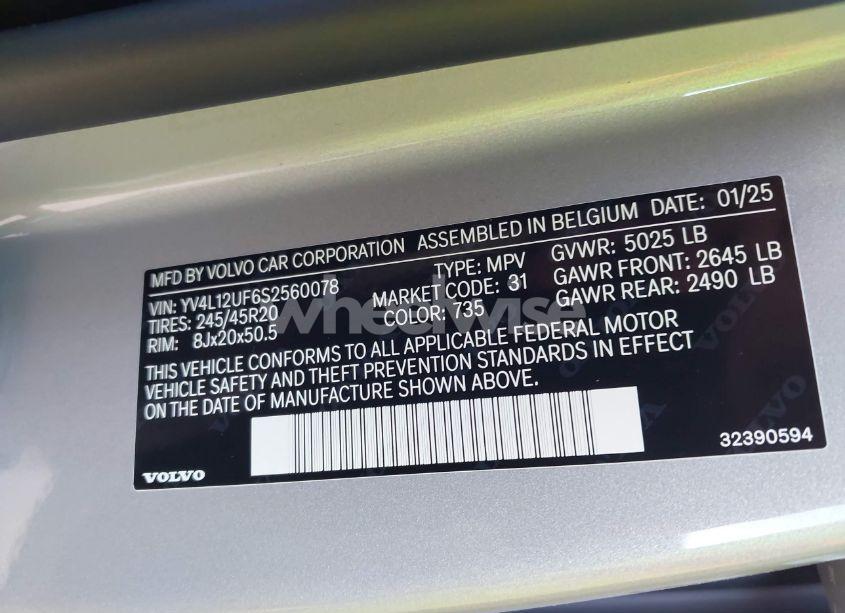 MFD BY VOLVO CAR CORPORATION ASSEMBLED IN BELGIUM DATE: 01/25
VIN: YV4L12UF6S2560078 TYPE: MPV GVWR: 5025 LB
TIRES: 245/45R20 MARKET CODE: 31 GAWR FRONT: 2645 LB
RIM: 8Jx20x50.5 COLOR: 735 GAWR REAR: 2490 LB
THIS VEHICLE CONFORMS TO ALL APPLICABLE FEDERAL MOTOR
VEHICLE SAFETY AND THEFT PREVENTION STANDARDS IN EFFECT
ON THE DATE OF MANUFACTURE SHOWN ABOVE.
VOLVO
32390594
wheelwise
VOLVO